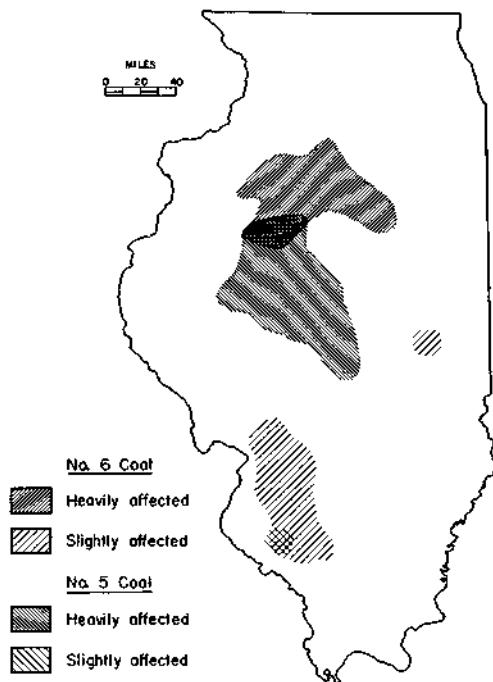 MILES
0 20 40
No. 6 Coal
Heavily affected
Slightly affected
No. 5 Coal
Heavily affected
Slightly affected